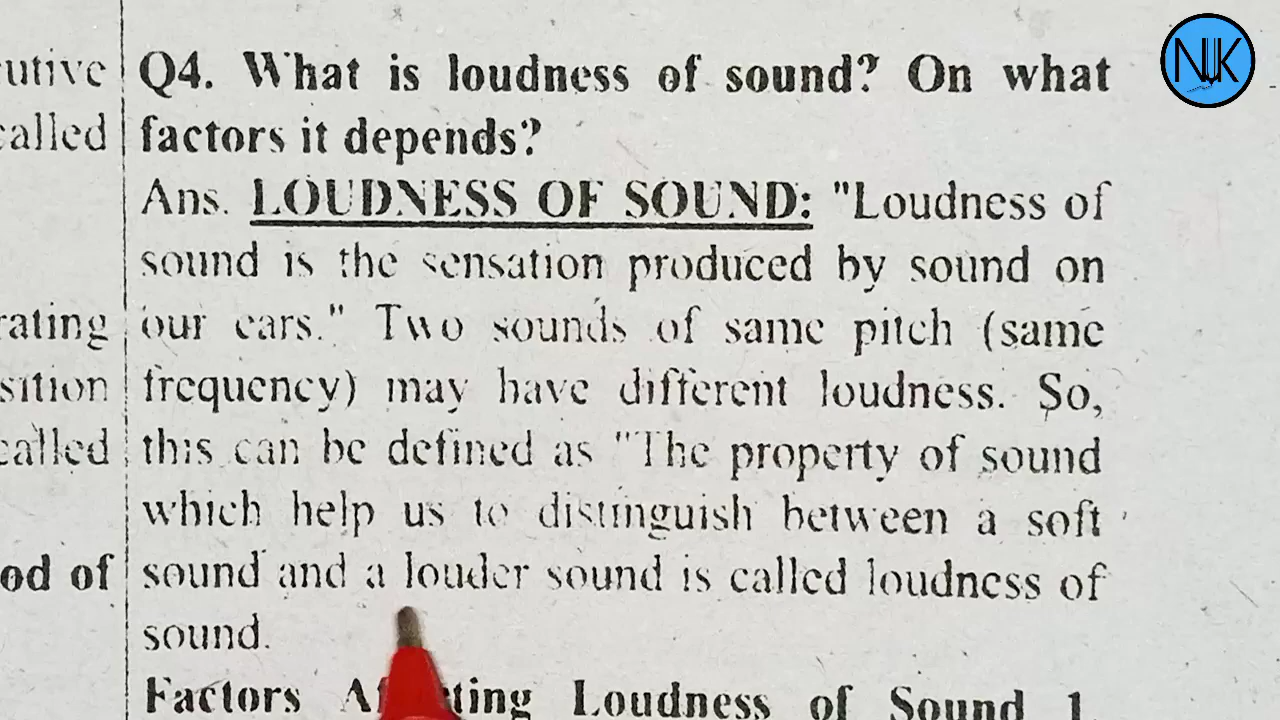 NJK
utive
called
rating
sition
called
od of
Q4. What is loudness of sound? On what
factors it depends?
Ans. LOUDNESS OF SOUND: "Loudness of
sound is the sensation produced by sound on
our ears." Two sounds of same pitch (same
frequency) may have different loudness. So,
this can be defined as "The property of sound
which help us to distinguish between a soft
sound and a louder sound is called loudness of
sound.
Factors ting Loudness of Sound 1.